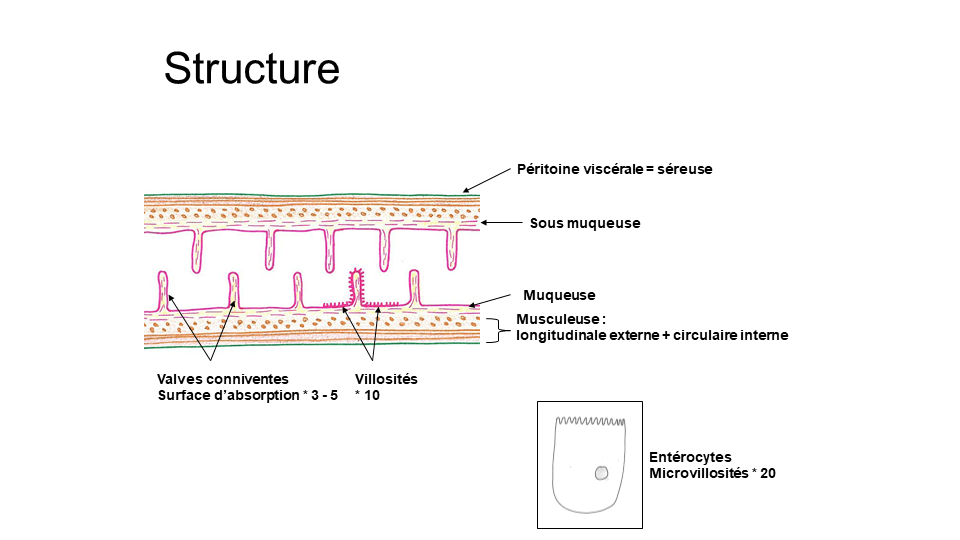 Structure
Péritoine viscérale = séreuse
Sous muqueuse
Muqueuse
Musculeuse :
longitudinale externe + circulaire interne
Valves conniventes
Surface d’absorption * 3 - 5
Villosités
* 10
Entérocytes
Microvillosités * 20